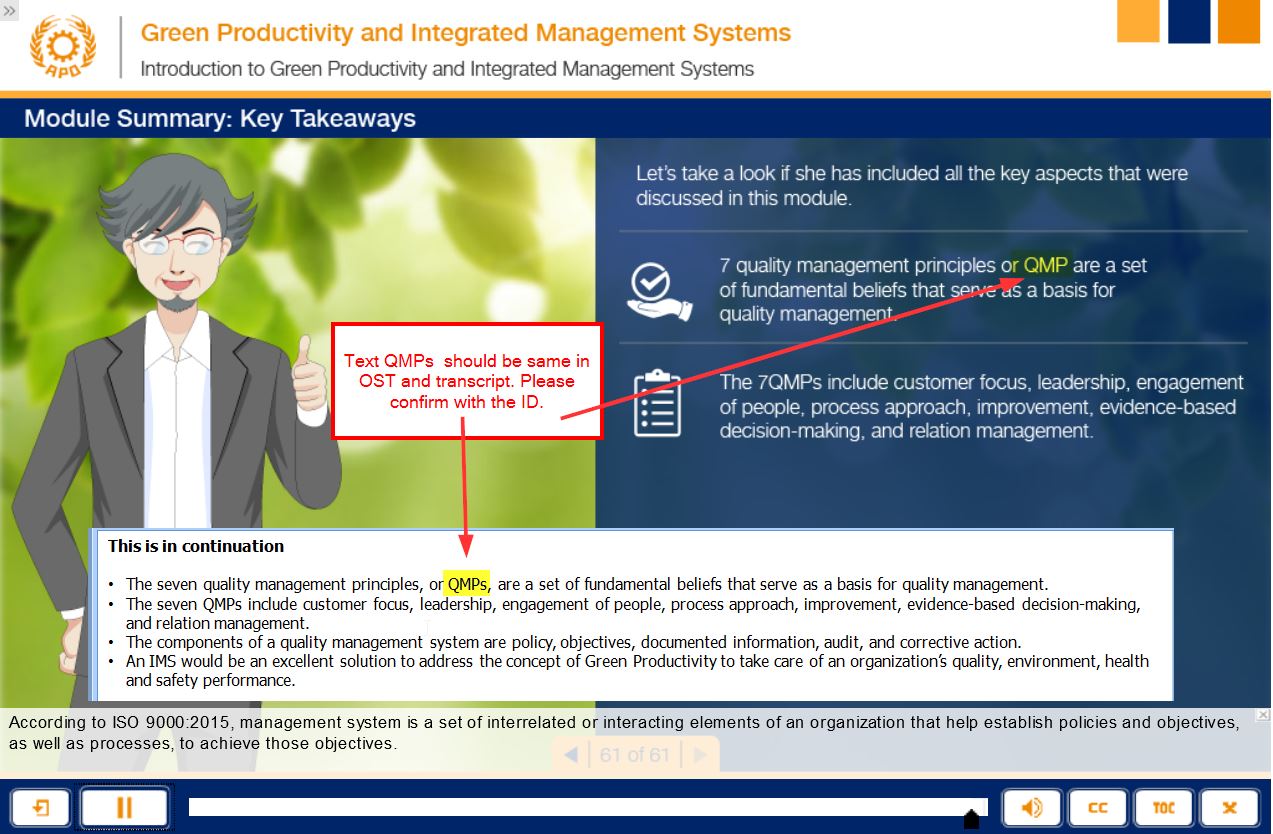 APO
Green Productivity and Integrated Management Systems
Introduction to Green Productivity and Integrated Management Systems
Module Summary: Key Takeaways
Let's take a look if she has included all the key aspects that were
discussed in this module.
7 quality management principles or QMP are a set
of fundamental beliefs that serve as a basis for
quality management.
Text QMPs should be same in
OST and transcript. Please
confirm with the ID.
The 7QMPs include customer focus, leadership, engagement
of people, process approach, improvement, evidence-based
decision-making, and relation management.
This is in continuation
• The seven quality management principles, or QMPs, are a set of fundamental beliefs that serve as a basis for quality management.
• The seven QMPs include customer focus, leadership, engagement of people, process approach, improvement, evidence-based decision-making,
and relation management.
• The components of a quality management system are policy, objectives, documented information, audit, and corrective action.
• An IMS would be an excellent solution to address the concept of Green Productivity to take care of an organization's quality, environment, health
and safety performance.
According to ISO 9000:2015, management system is a set of interrelated or interacting elements of an organization that help establish policies and objectives,
as well as processes, to achieve those objectives.
61 of 61
CC
TOC